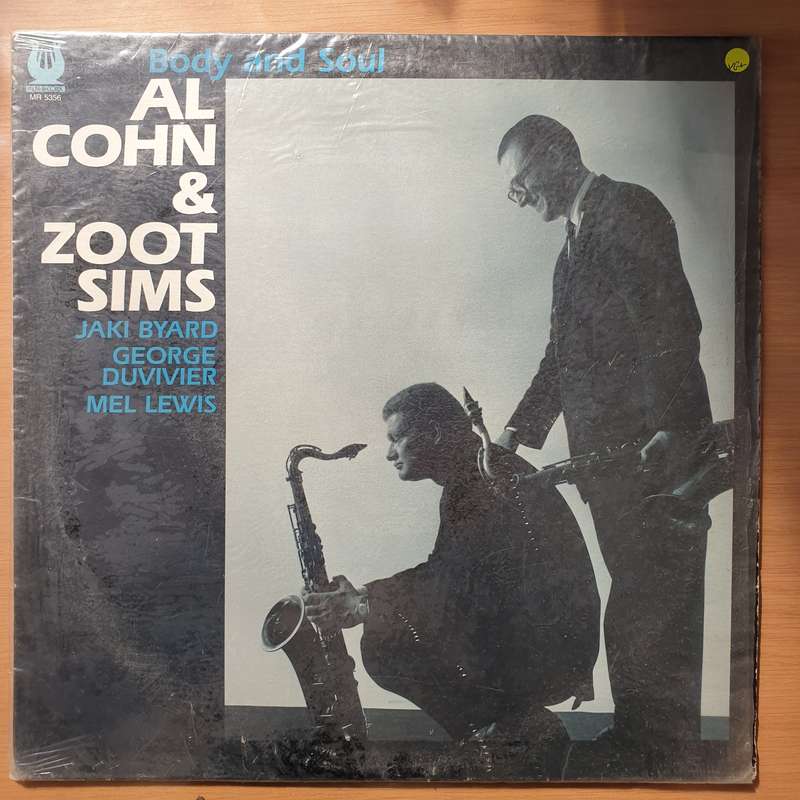 Body and Soul
AL
COHN
&
ZOOT
SIMS
JAKI BYARD
GEORGE
DUVIVIER
MEL LEWIS
MR 5356